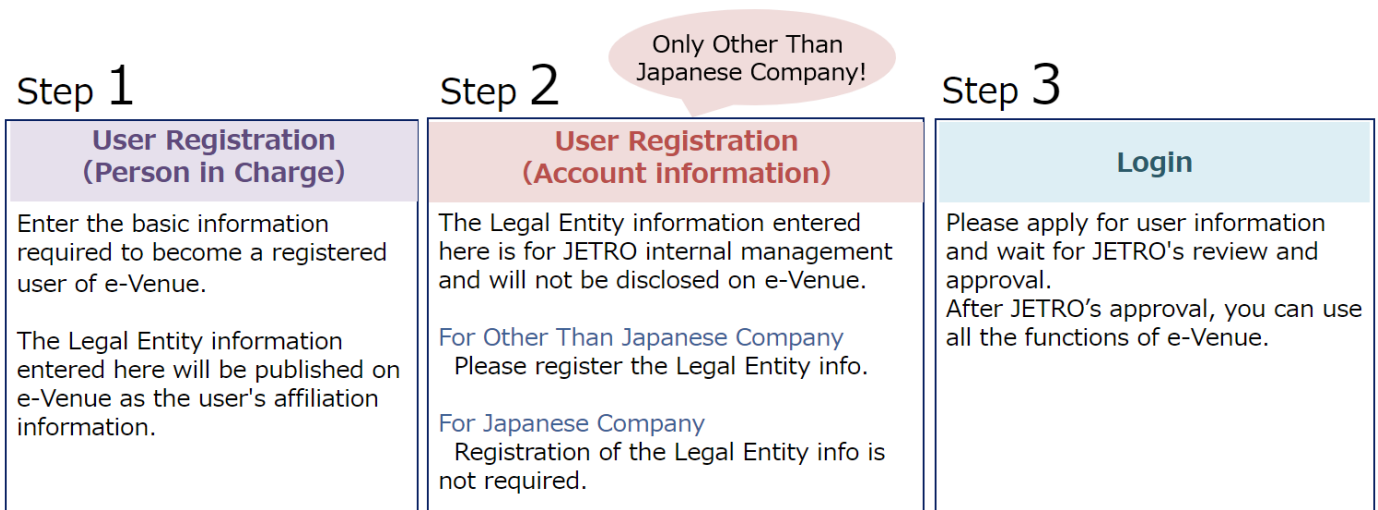 Step 1
User Registration
(Person in Charge)
Enter the basic information
required to become a registered
user of e-Venue.
The Legal Entity information
entered here will be published on
e-Venue as the user's affiliation
information.
Only Other Than
Japanese Company!
Step 2
User Registration
(Account information)
The Legal Entity information entered
here is for JETRO internal management
and will not be disclosed on e-Venue.
For Other Than Japanese Company
Please register the Legal Entity info.
For Japanese Company
Registration of the Legal Entity info is
not required.
Step 3
Login
Please apply for user information
and wait for JETRO's review and
approval.
After JETRO’s approval, you can use
all the functions of e-Venue.